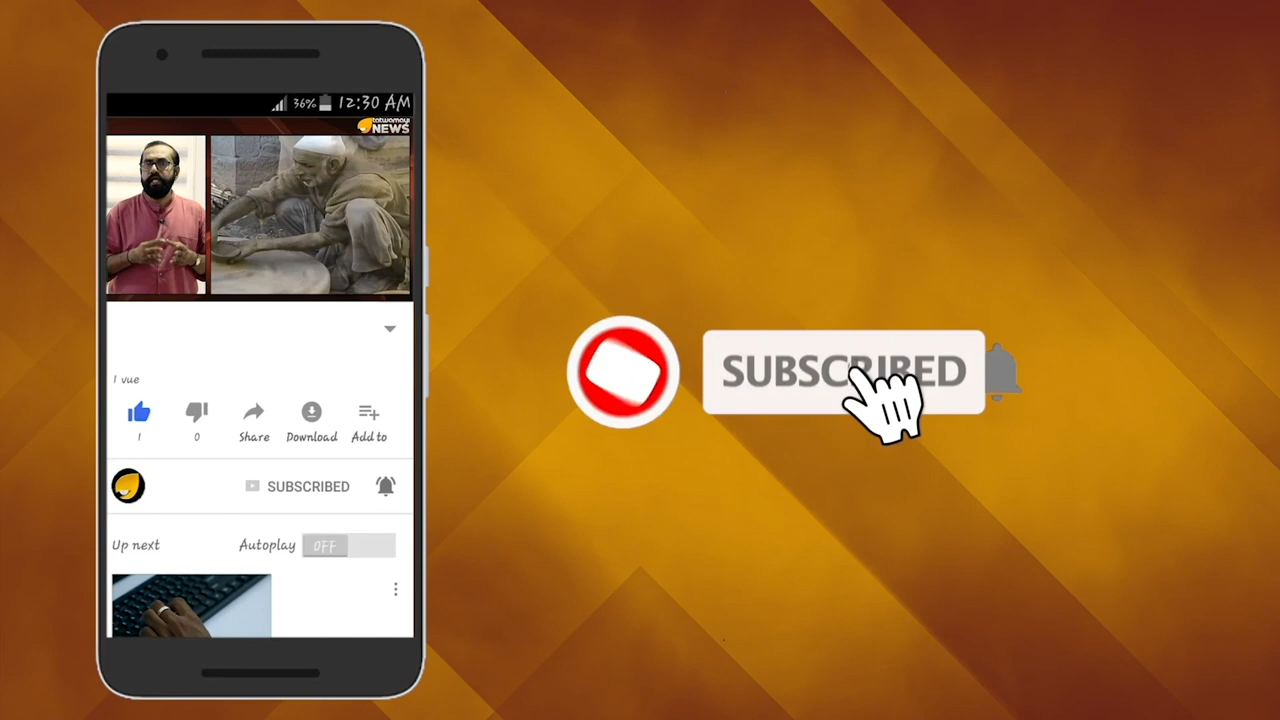 36% 12:30 AM
tatwamayi
NEWS
1 vue
1 0 Share Download Add to
SUBSCRIBED
Up next Autoplay OFF
SUBSCRIBED